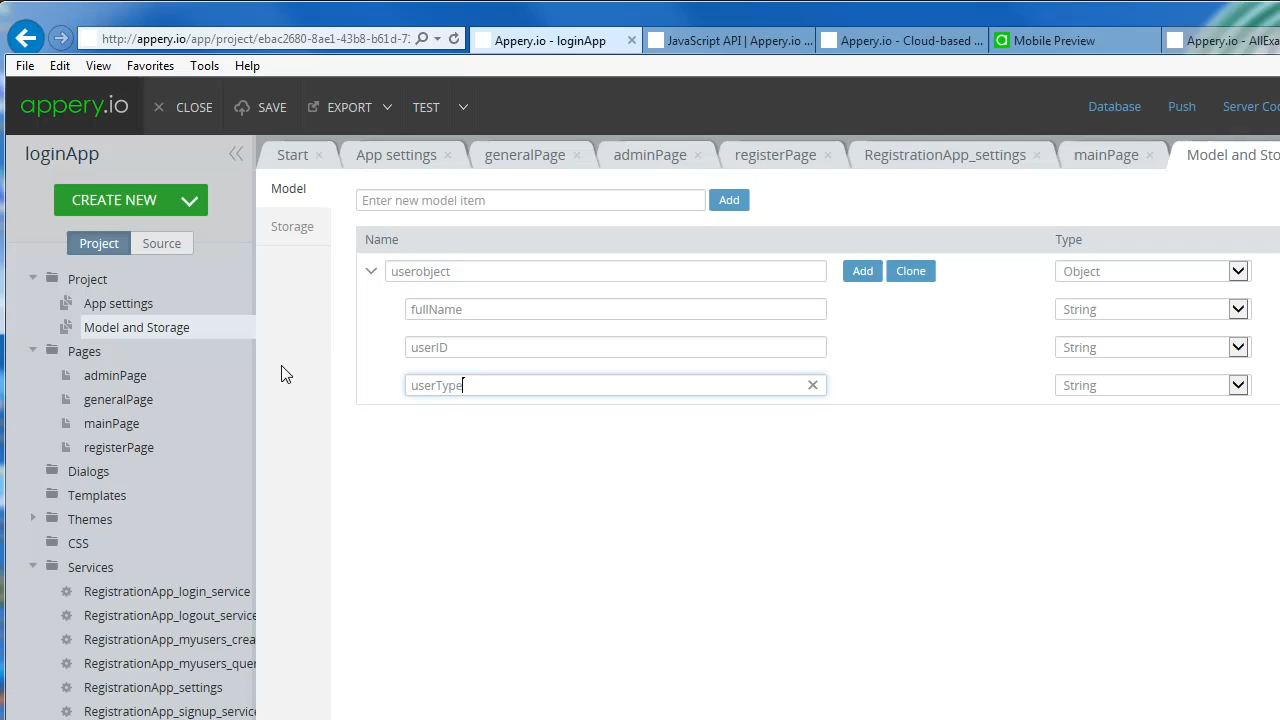 http://appery.io/app/project/ebac2680-8ae1-43b8-b61d-7
Appery.io - loginApp
JavaScript API | Appery.io ...
Appery.io - Cloud-based ...
Mobile Preview
Appery.io - AllExa
File Edit View Favorites Tools Help
appery.io
CLOSE
SAVE
EXPORT
TEST
Database
Push
Server Coo
loginApp
Start
App settings
generalPage
adminPage
registerPage
RegistrationApp_settings
mainPage
Model and Sto
CREATE NEW
Project
Source
Project
App settings
Model and Storage
Pages
adminPage
generalPage
mainPage
registerPage
Dialogs
Templates
Themes
CSS
Services
RegistrationApp_login_service
RegistrationApp_logout_service
RegistrationApp_myusers_crea
RegistrationApp_myusers_que
RegistrationApp_settings
RegistrationApp_signup_service
Model
Storage
Enter new model item
Add
Name
Type
userobject
Add
Clone
Object
fullName
String
userID
String
userType
String